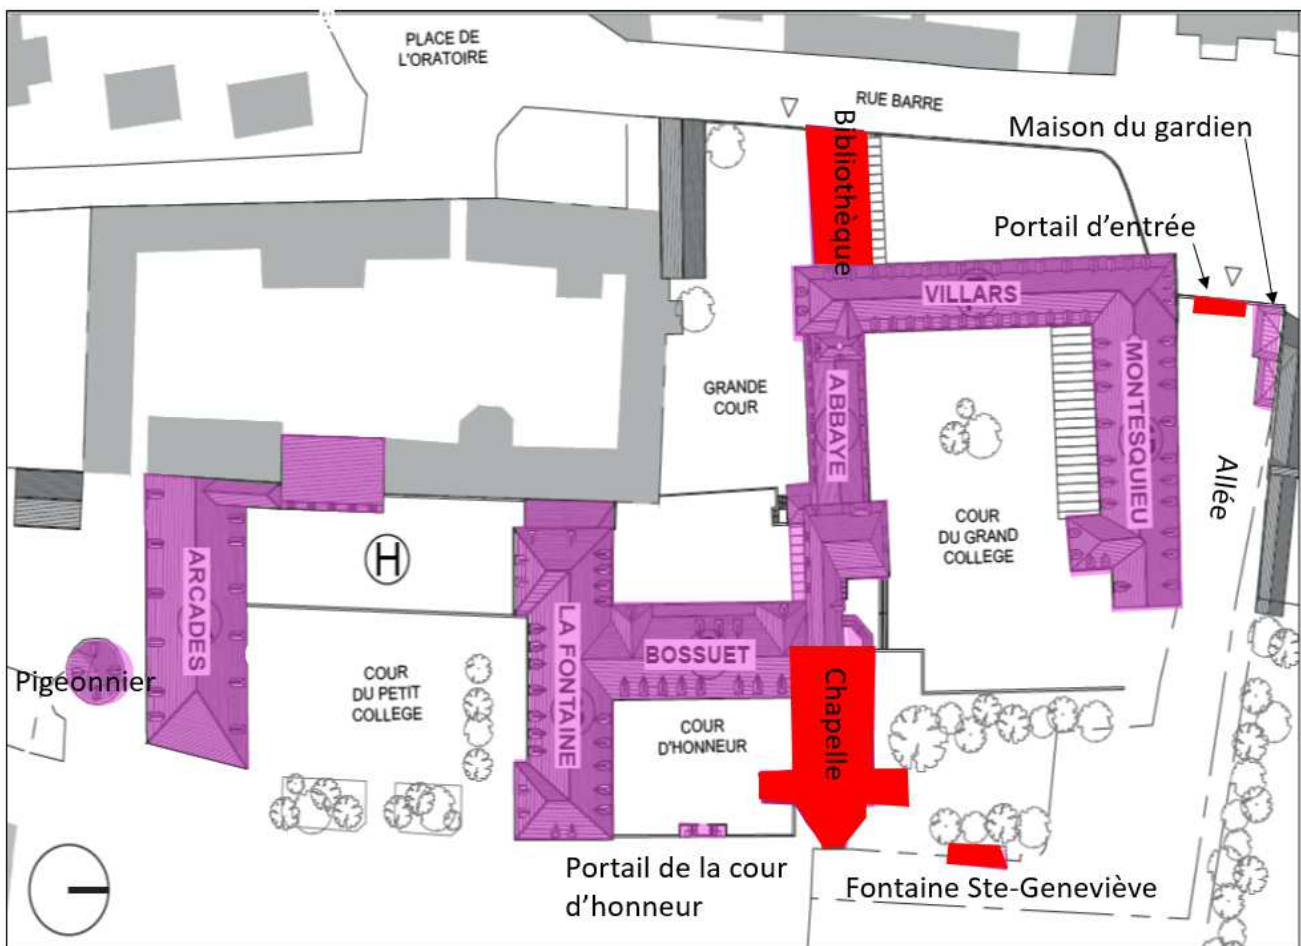 PLACE DE
L'ORATOIRE
RUE BARRE
Bibliothèque
Maison du gardien
Portail d'entrée
VILLARS
GRANDE
COUR
ABBAYE
MONTESQUIEU
Allée
COUR
DU GRAND
COLLEGE
H
ARCADES
LA FONTAINE
BOSSUET
Pigeonnier
COUR
DU PETIT
COLLEGE
COUR
D'HONNEUR
Chapelle
Portail de la cour
d'honneur
Fontaine Ste-Geneviève